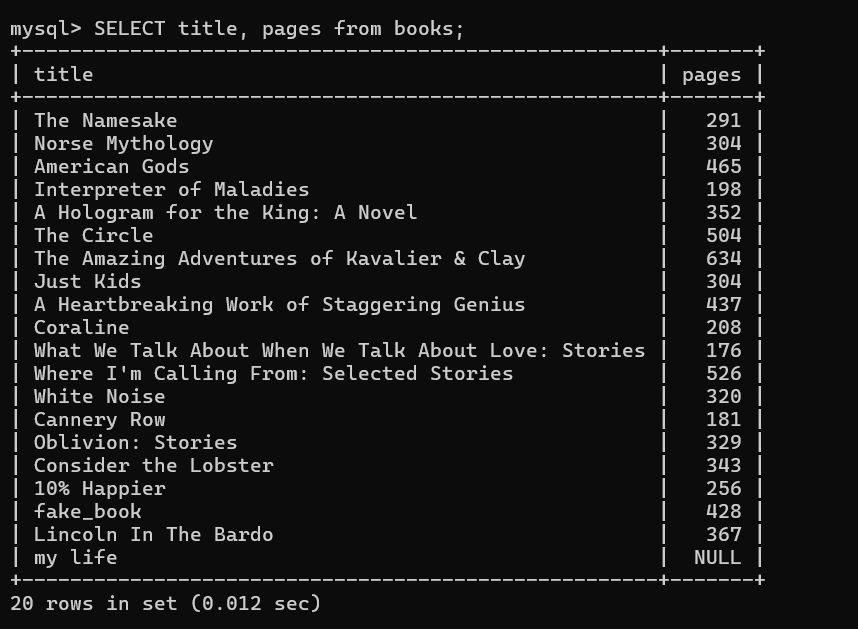 mysql> SELECT title, pages from books;
+-----------------------------------------------------+-------+
| title                                               | pages |
+-----------------------------------------------------+-------+
| The Namesake                                        |   291 |
| Norse Mythology                                     |   304 |
| American Gods                                       |   465 |
| Interpreter of Maladies                             |   198 |
| A Hologram for the King: A Novel                    |   352 |
| The Circle                                          |   504 |
| The Amazing Adventures of Kavalier & Clay           |   634 |
| Just Kids                                           |   304 |
| A Heartbreaking Work of Staggering Genius           |   437 |
| Coraline                                            |   208 |
| What We Talk About When We Talk About Love: Stories |   176 |
| Where I'm Calling From: Selected Stories            |   526 |
| White Noise                                         |   320 |
| Cannery Row                                         |   181 |
| Oblivion: Stories                                   |   329 |
| Consider the Lobster                                |   343 |
| 10% Happier                                         |   256 |
| fake_book                                           |   428 |
| Lincoln In The Bardo                                |   367 |
| my life                                             |  NULL |
+-----------------------------------------------------+-------+
20 rows in set (0.012 sec)